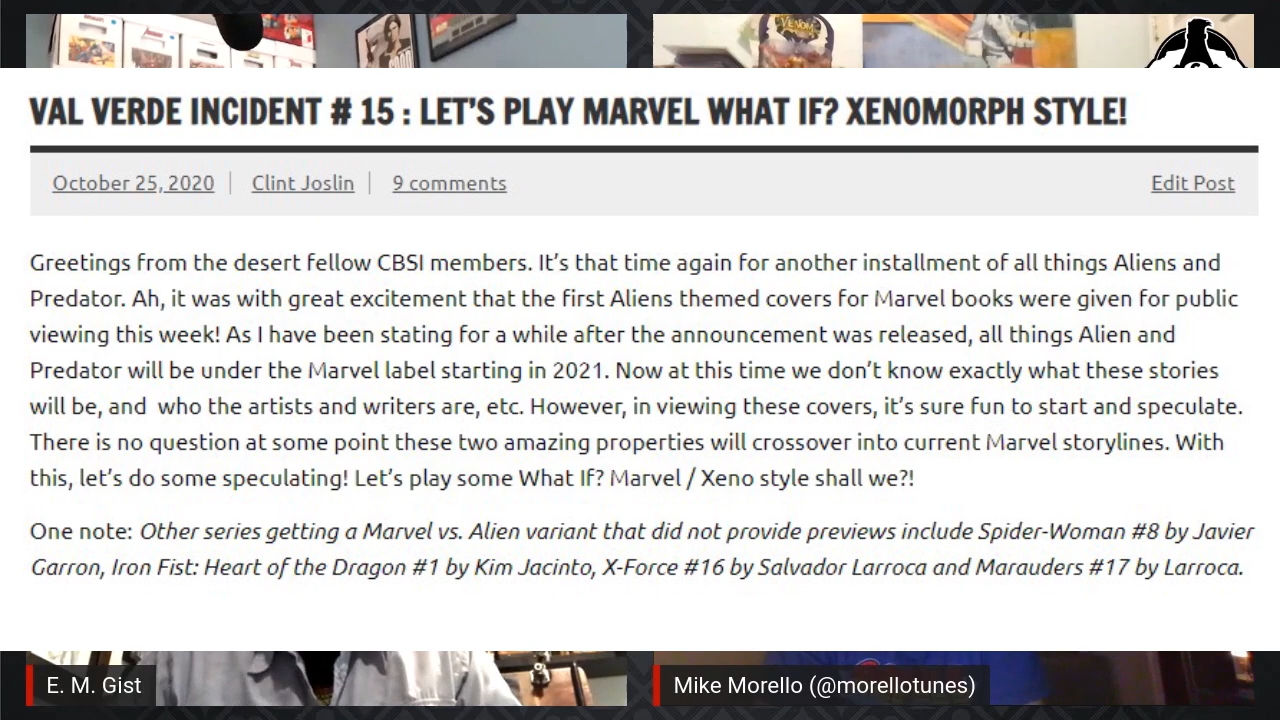 VENOM
VAL VERDE INCIDENT # 15 : LET'S PLAY MARVEL WHAT IF? XENOMORPH STYLE!
October 25, 2020 Clint Joslin 9 comments Edit Post
Greetings from the desert fellow CBSI members. It's that time again for another installment of all things Aliens and
Predator. Ah, it was with great excitement that the first Aliens themed covers for Marvel books were given for public
viewing this week! As I have been stating for a while after the announcement was released, all things Alien and
Predator will be under the Marvel label starting in 2021. Now at this time we don't know exactly what these stories
will be, and  who the artists and writers are, etc. However, in viewing these covers, it's sure fun to start and speculate.
There is no question at some point these two amazing properties will crossover into current Marvel storylines. With
this, let's do some speculating! Let's play some What If? Marvel / Xeno style shall we?!
One note: Other series getting a Marvel vs. Alien variant that did not provide previews include Spider-Woman #8 by Javier
Garron, Iron Fist: Heart of the Dragon #1 by Kim Jacinto, X-Force #16 by Salvador Larroca and Marauders #17 by Larroca.
E. M. Gist
Mike Morello (@morellotunes)